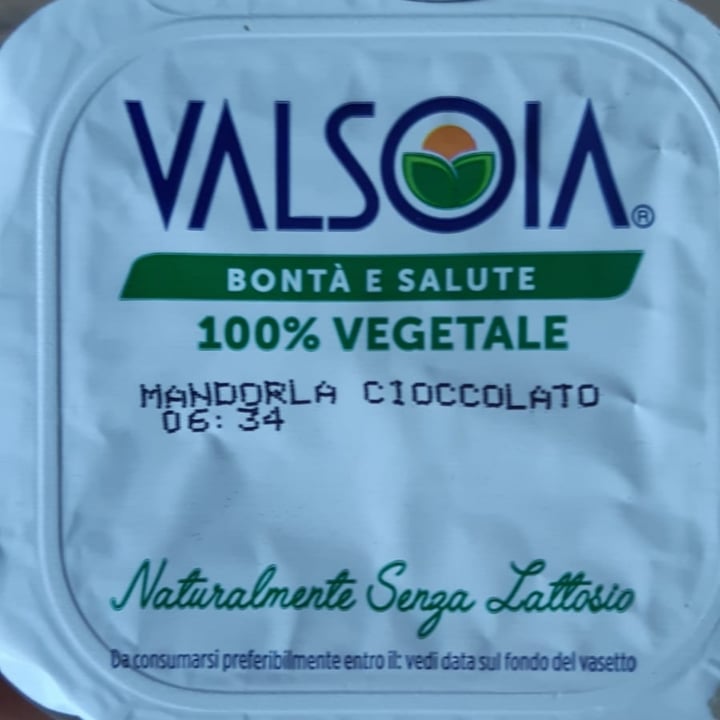 VALSOIA®
BONTÀ E SALUTE
100% VEGETALE
MANDORLA C1OCCOLATO
06:34
Naturalmente Senza Lattosio
Da consumarsi preferibilmente entro il: vedi data sul fondo del vasetto